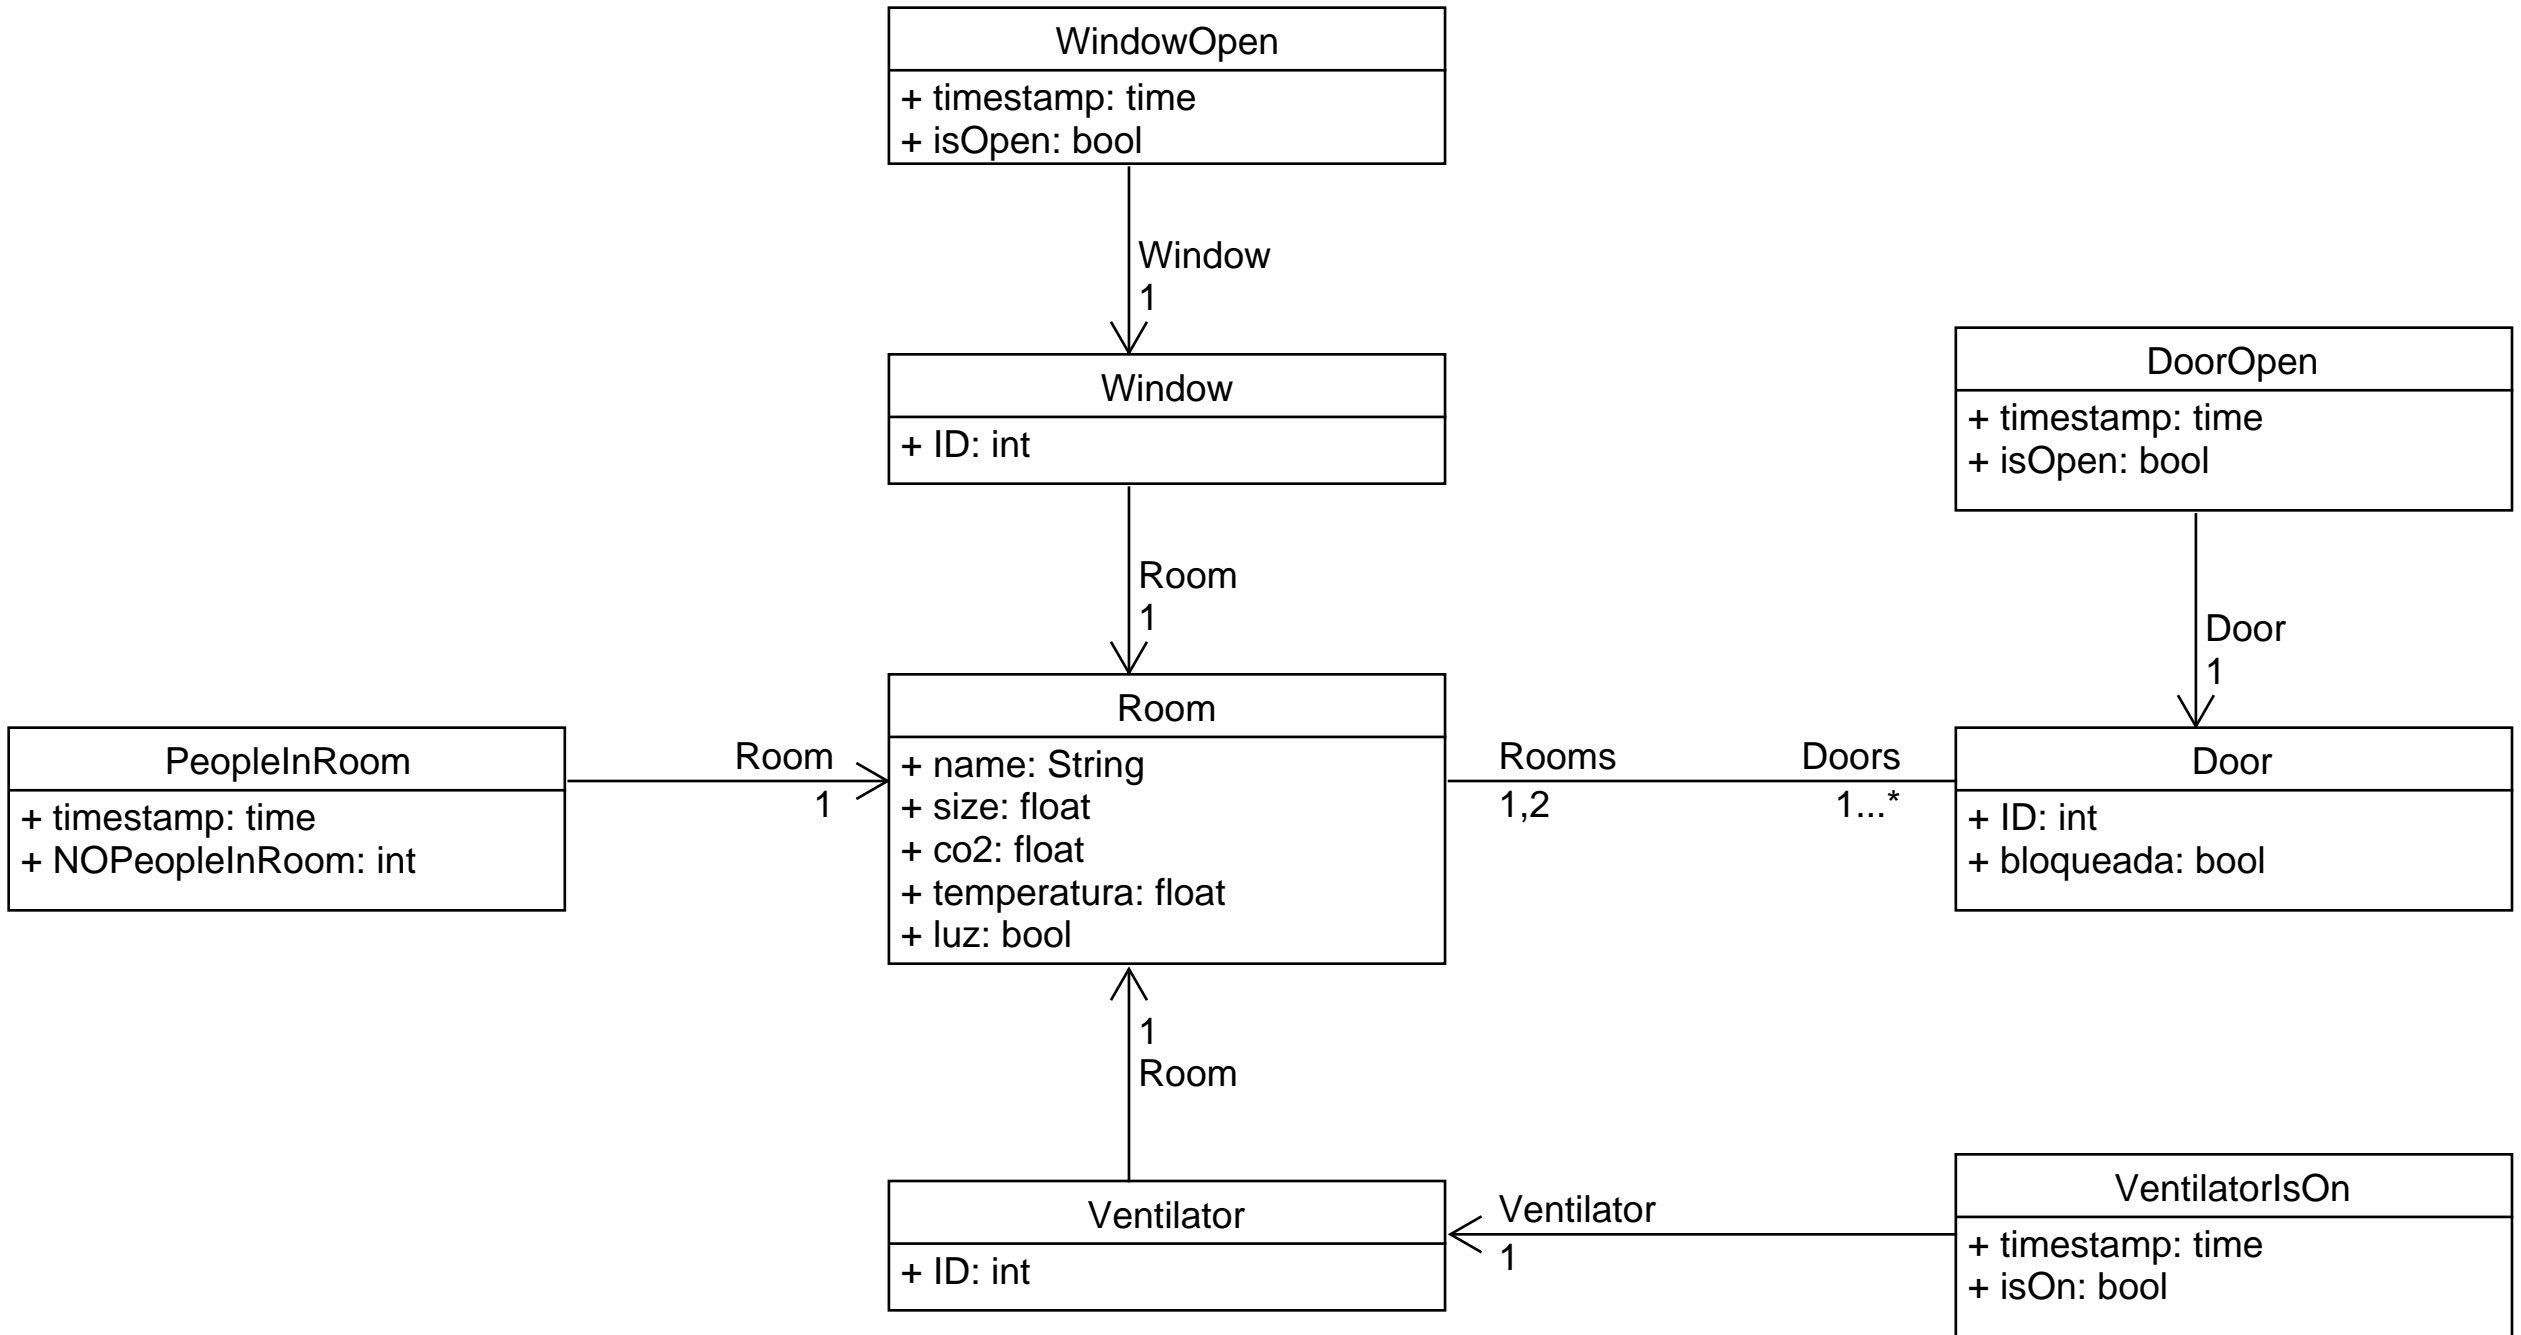 WindowOpen
+ timestamp: time
+ isOpen: bool
Window
1
Window
+ ID: int
Room
1
DoorOpen
+ timestamp: time
+ isOpen: bool
Door
1
PeopleInRoom
+ timestamp: time
+ NOPeopleInRoom: int
Room
1
Room
+ name: String
+ size: float
+ co2: float
+ temperatura: float
+ luz: bool
Rooms
1,2
Doors
1...*
Door
+ ID: int
+ bloqueada: bool
1
Room
Ventilator
+ ID: int
Ventilator
1
VentilatorIsOn
+ timestamp: time
+ isOn: bool